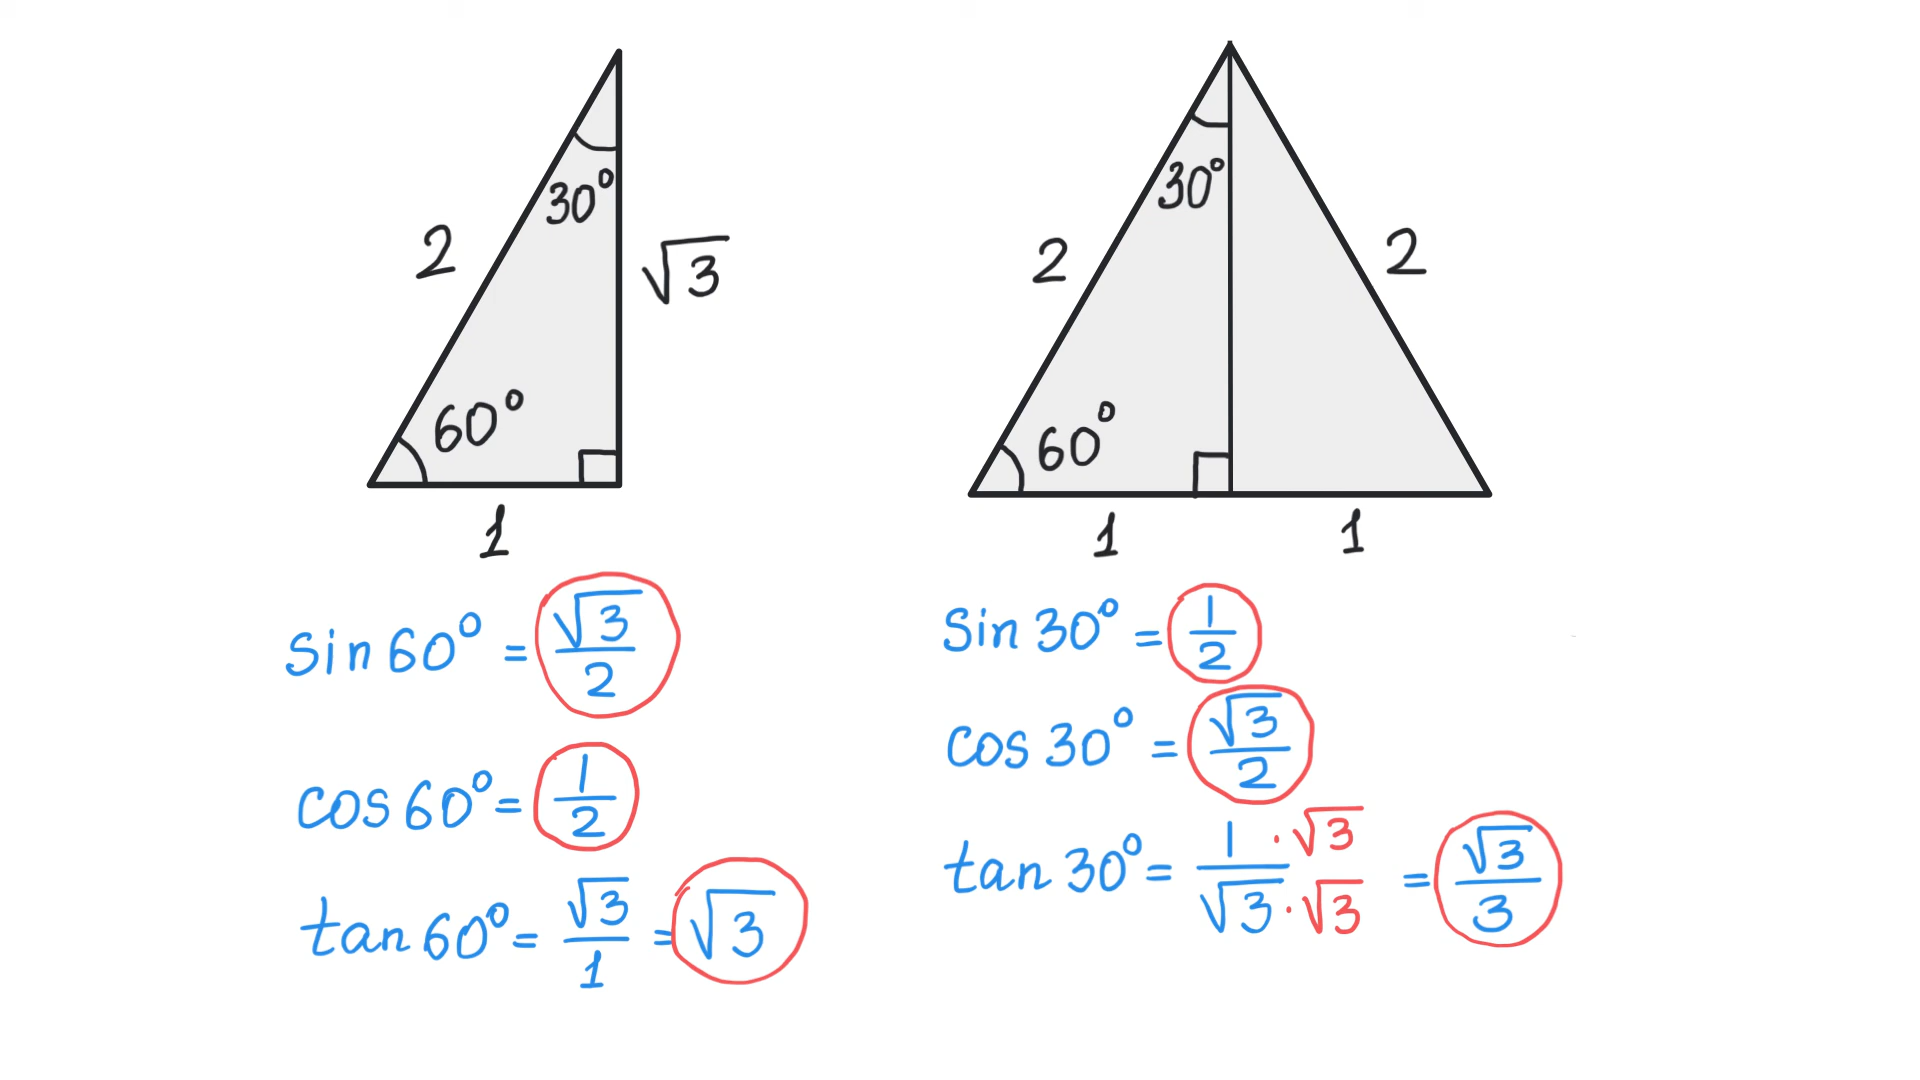 30°
2
√3
60°
1
30°
2
2
60°
1
1
sin 60° = √3/2
cos 60° = 1/2
tan 60° = √3/1 = √3
sin 30° = 1/2
cos 30° = √3/2
tan 30° = 1·√3/√3·√3 = √3/3